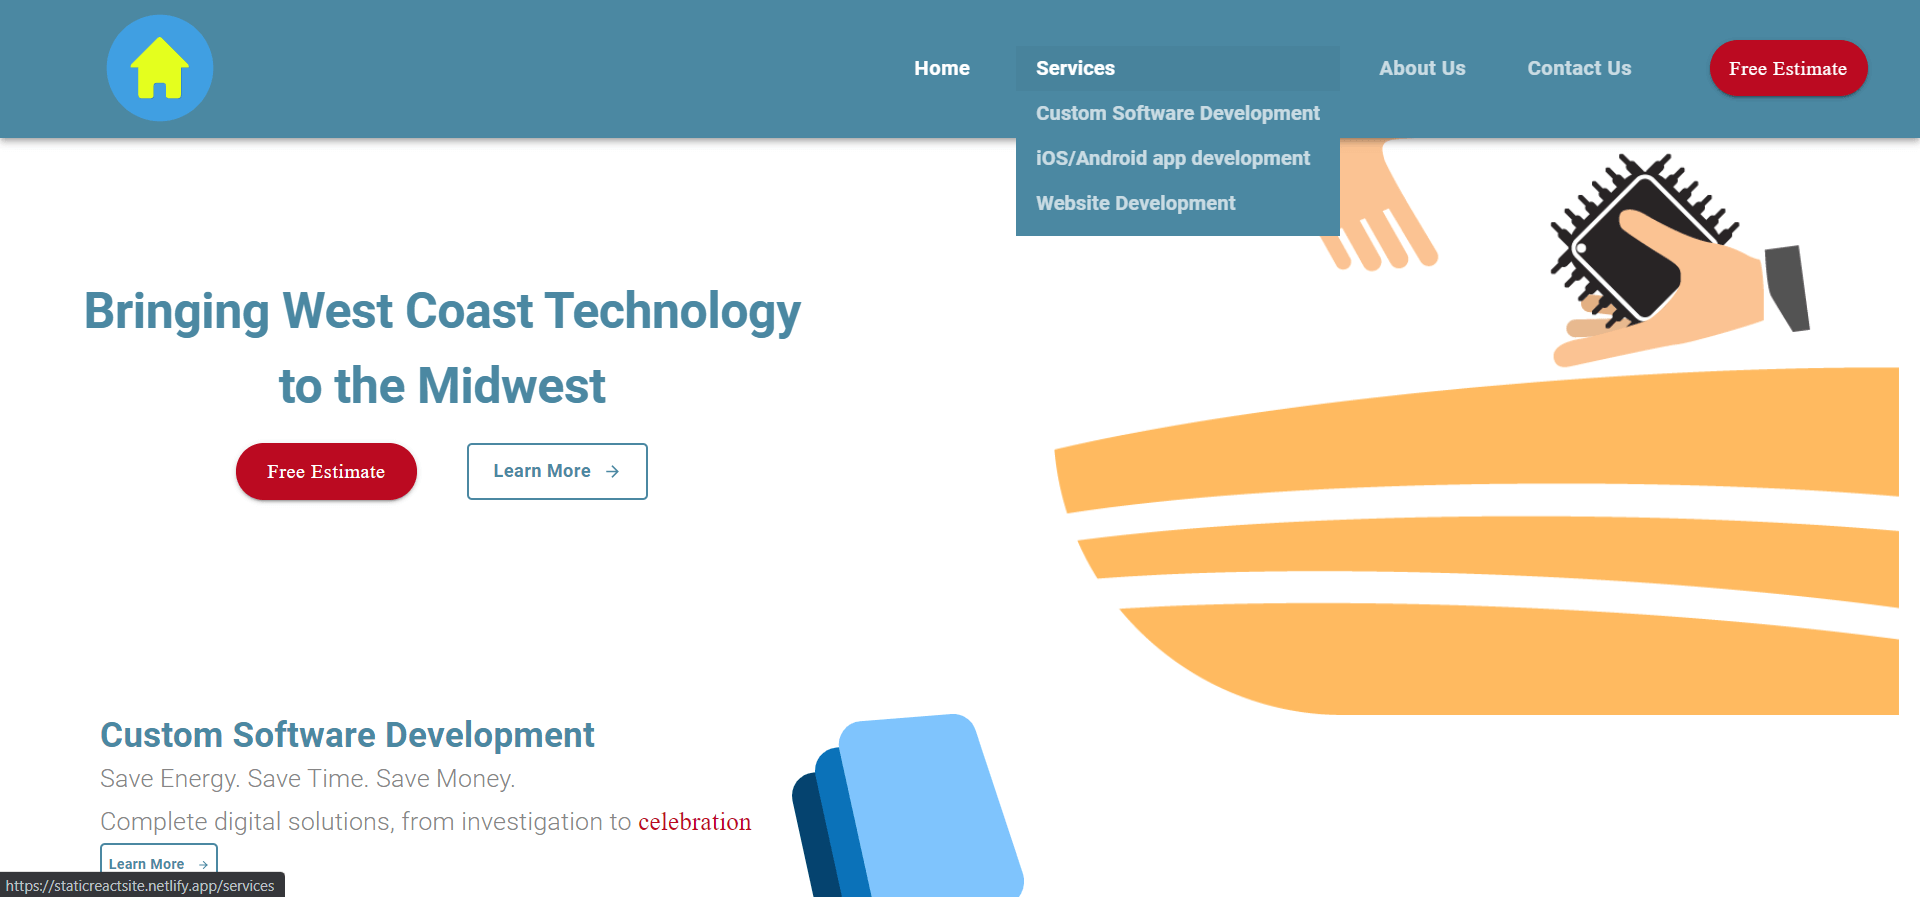 Home
Services
About Us
Contact Us
Free Estimate
Custom Software Development
iOS/Android app development
Website Development
Bringing West Coast Technology
to the Midwest
Free Estimate
Learn More
Custom Software Development
Save Energy. Save Time. Save Money.
Complete digital solutions, from investigation to celebration
Learn More
https://staticreactsite.netlify.app/services